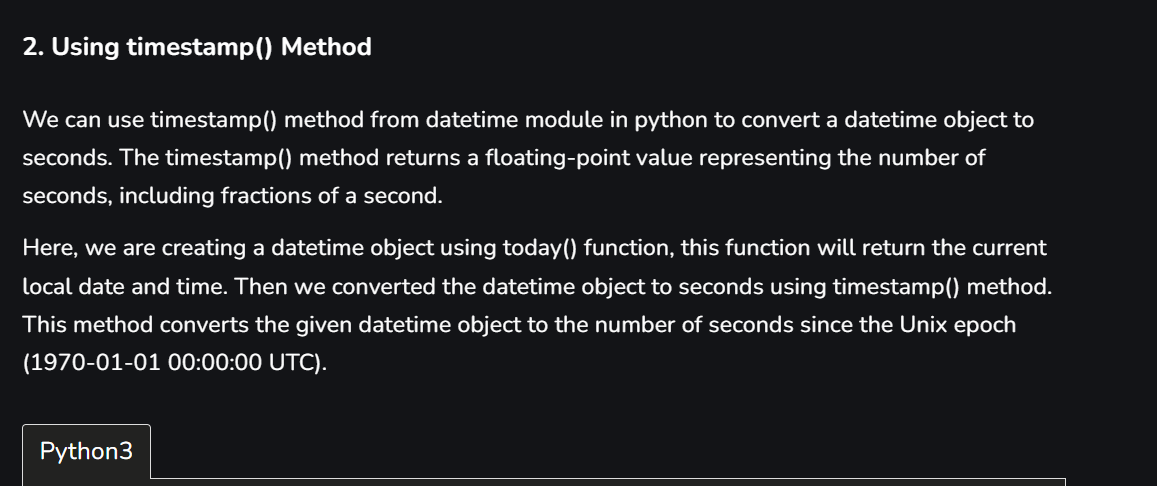 2. Using timestamp() Method
We can use timestamp() method from datetime module in python to convert a datetime object to
seconds. The timestamp() method returns a floating-point value representing the number of
seconds, including fractions of a second.
Here, we are creating a datetime object using today() function, this function will return the current
local date and time. Then we converted the datetime object to seconds using timestamp() method.
This method converts the given datetime object to the number of seconds since the Unix epoch
(1970-01-01 00:00:00 UTC).
Python3